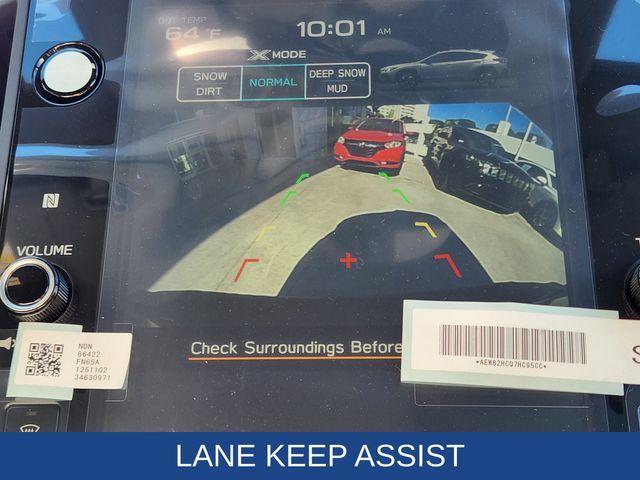 OUT TEMP
64°F
10:01 AM
X MODE
SNOW DIRT
NORMAL
DEEP SNOW MUD
N
VOLUME
NDN
86422
FN65A
1251102
34630971
Check Surroundings Before
*AEWB2HCQ7HC95CC*
S
LANE KEEP ASSIST